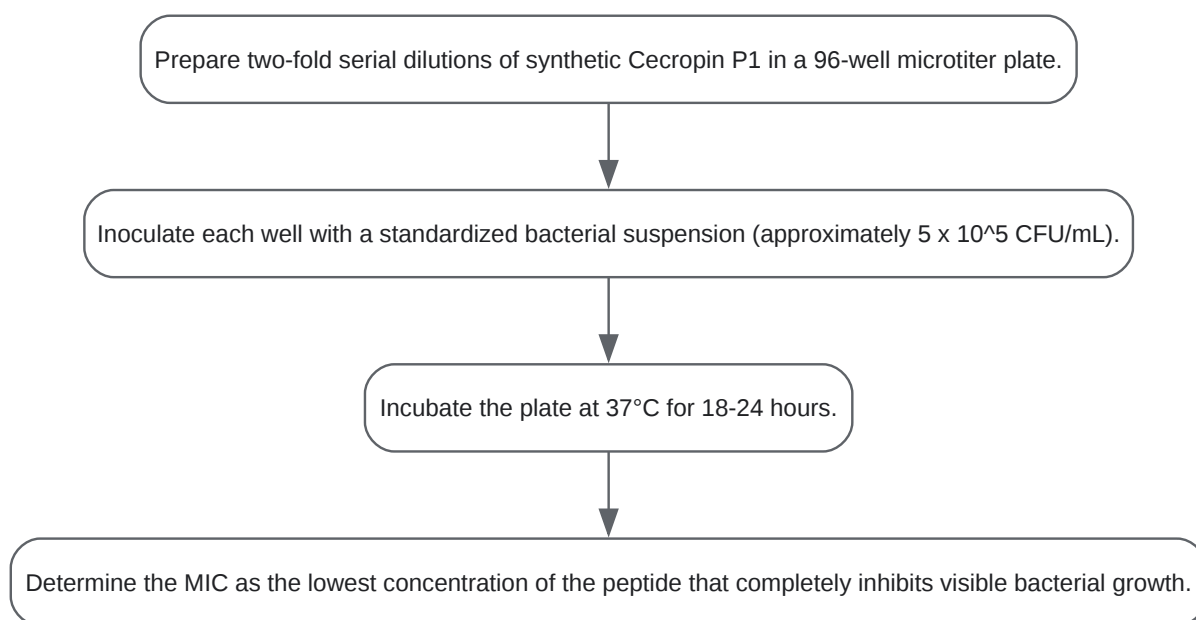 Prepare two-fold serial dilutions of synthetic Cecropin P1 in a 96-well microtiter plate.
Inoculate each well with a standardized bacterial suspension (approximately 5 x 10^5 CFU/mL).
Incubate the plate at 37°C for 18-24 hours.
Determine the MIC as the lowest concentration of the peptide that completely inhibits visible bacterial growth.